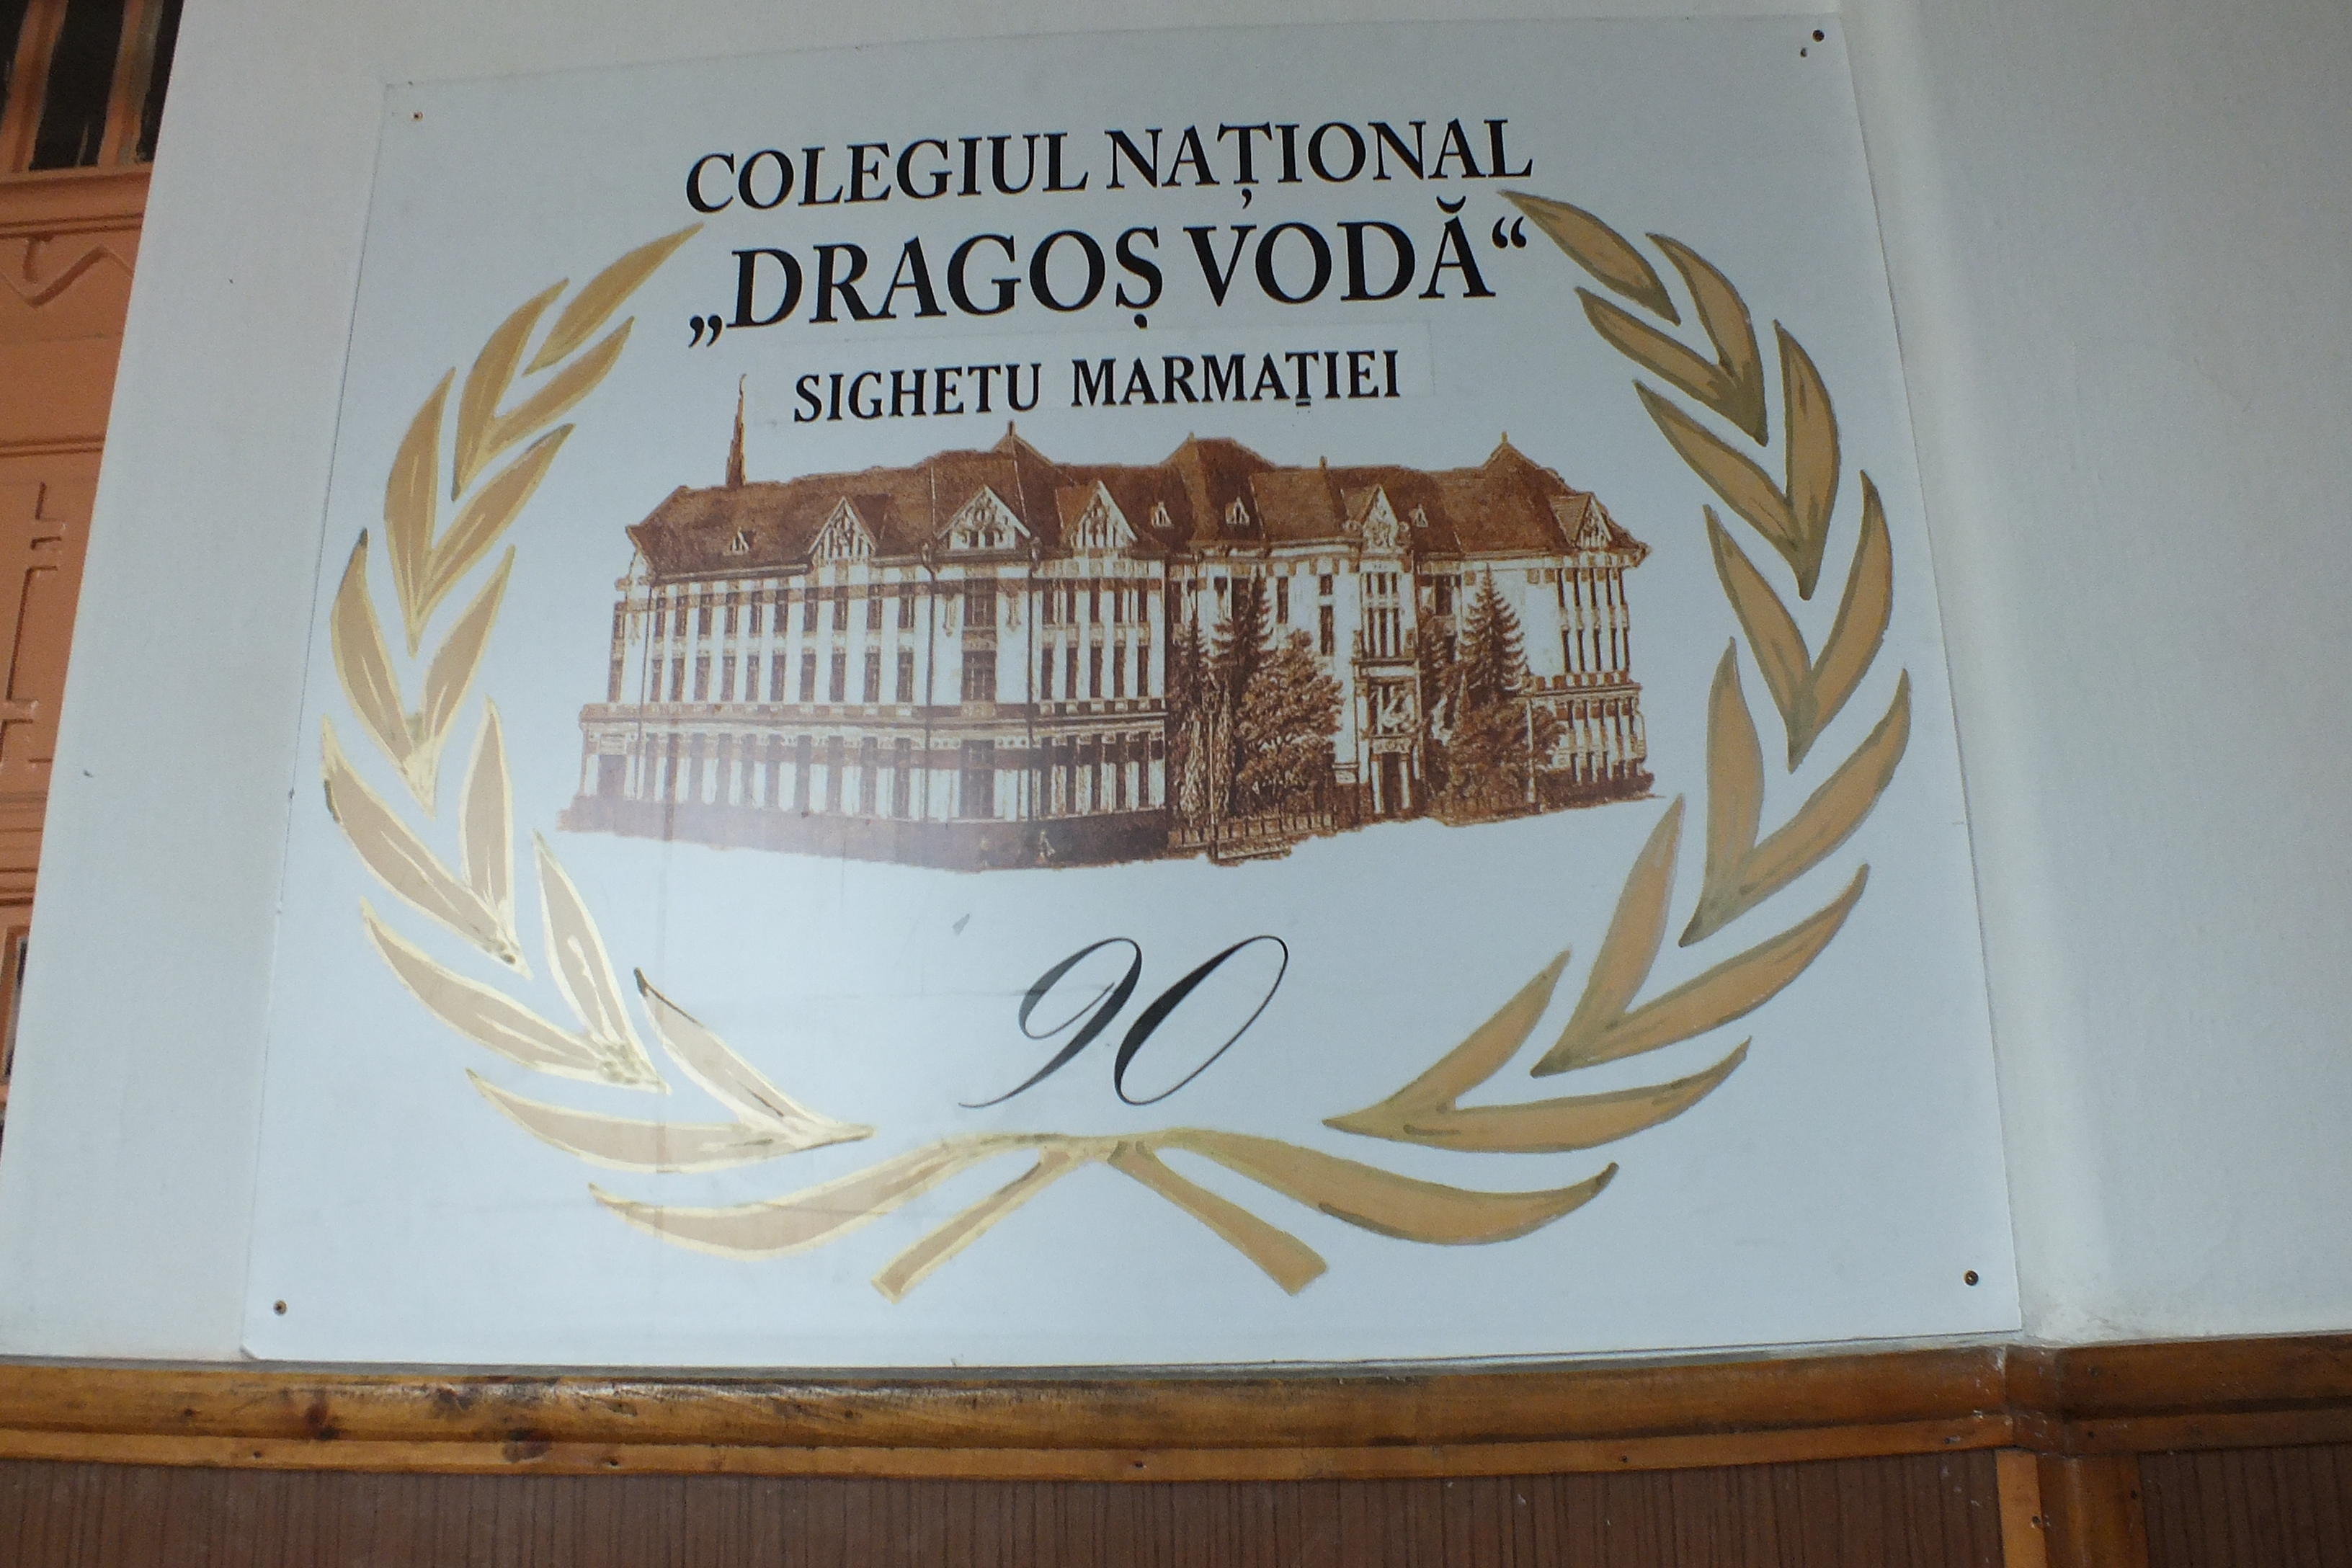 COLEGIUL NAȚIONAL
„DRAGOȘ VODĂ“
SIGHETU MARMAȚIEI
90